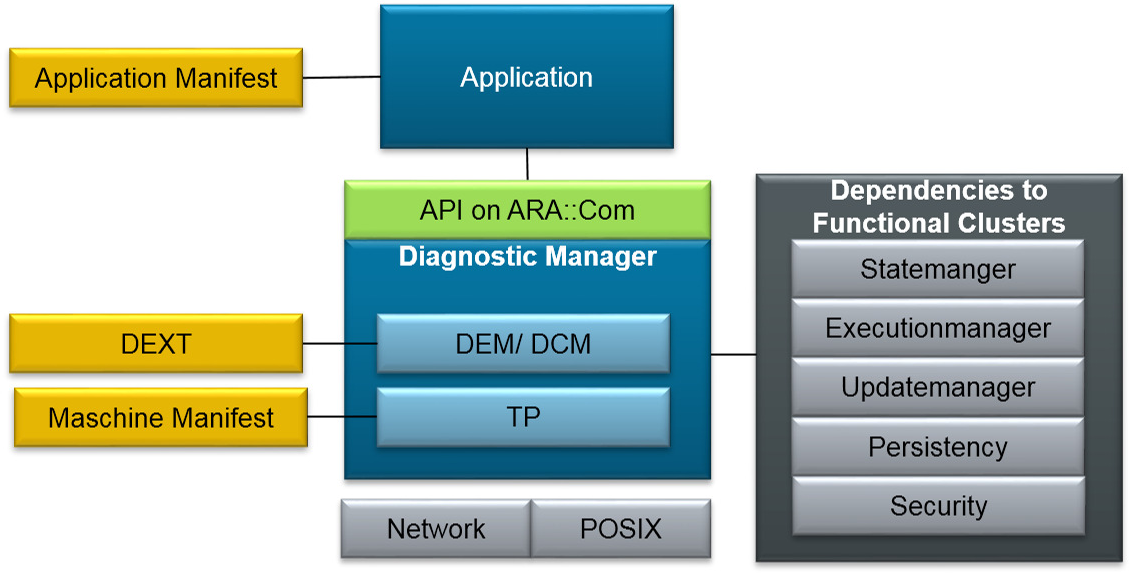 Application Manifest
Application
API on ARA::Com
Diagnostic Manager
DEXT
DEM/ DCM
Maschine Manifest
TP
Network
POSIX
Dependencies to
Functional Clusters
Statemanger
Executionmanager
Updatemanager
Persistency
Security